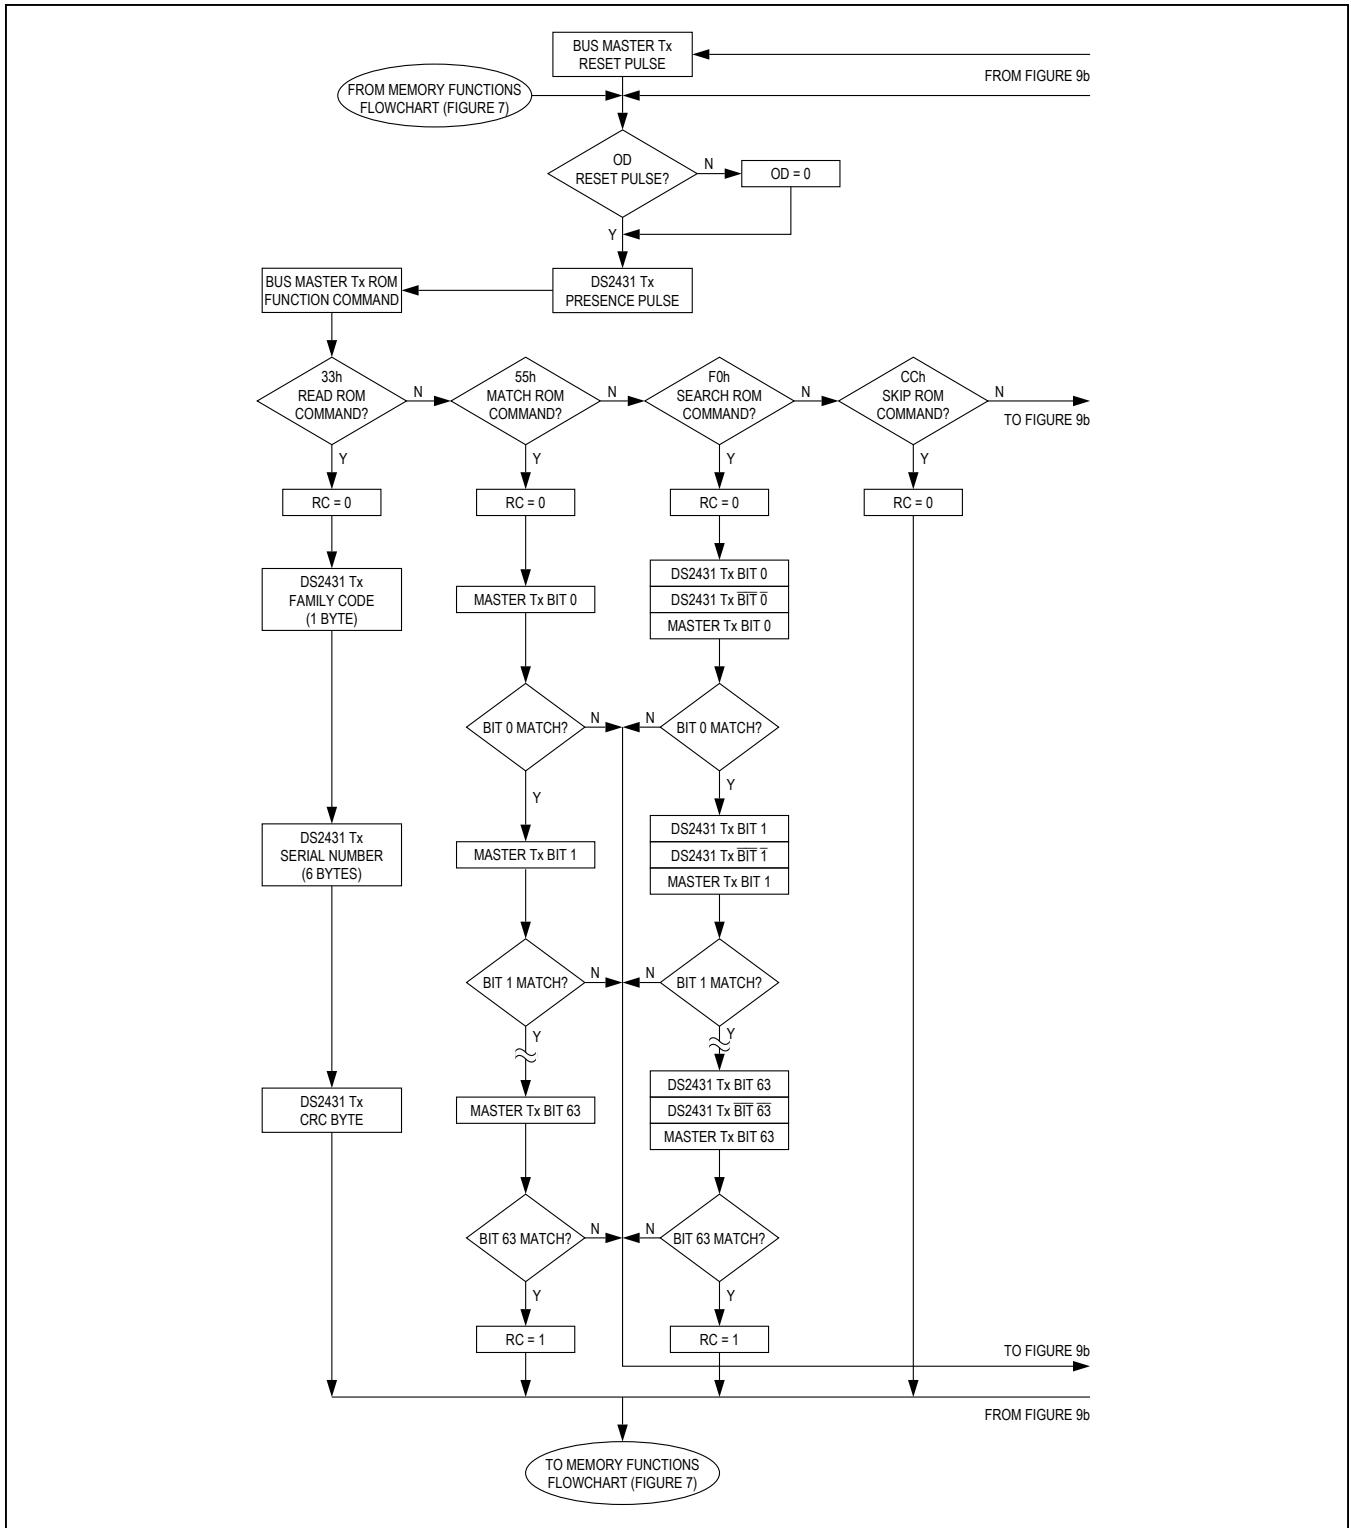 BUS MASTER Tx
RESET PULSE
FROM FIGURE 9b
FROM MEMORY FUNCTIONS
FLOWCHART (FIGURE 7)
OD
RESET PULSE?
N
OD = 0
Y
BUS MASTER Tx ROM
FUNCTION COMMAND
DS2431 Tx
PRESENCE PULSE
33h
READ ROM
COMMAND?
N
55h
MATCH ROM
COMMAND?
N
F0h
SEARCH ROM
COMMAND?
N
CCh
SKIP ROM
COMMAND?
N
TO FIGURE 9b
Y
Y
Y
Y
RC = 0
RC = 0
RC = 0
RC = 0
DS2431 Tx
FAMILY CODE
(1 BYTE)
MASTER Tx BIT 0
DS2431 Tx BIT 0
DS2431 Tx B̅I̅T̅ 0̅
MASTER Tx BIT 0
BIT 0 MATCH?
N
N
BIT 0 MATCH?
Y
Y
DS2431 Tx
SERIAL NUMBER
(6 BYTES)
MASTER Tx BIT 1
DS2431 Tx BIT 1
DS2431 Tx B̅I̅T̅ 1̅
MASTER Tx BIT 1
BIT 1 MATCH?
N
N
BIT 1 MATCH?
Y
Y
DS2431 Tx
CRC BYTE
MASTER Tx BIT 63
DS2431 Tx BIT 63
DS2431 Tx B̅I̅T̅ 6̅3̅
MASTER Tx BIT 63
BIT 63 MATCH?
N
N
BIT 63 MATCH?
Y
Y
RC = 1
RC = 1
TO FIGURE 9b
FROM FIGURE 9b
TO MEMORY FUNCTIONS
FLOWCHART (FIGURE 7)